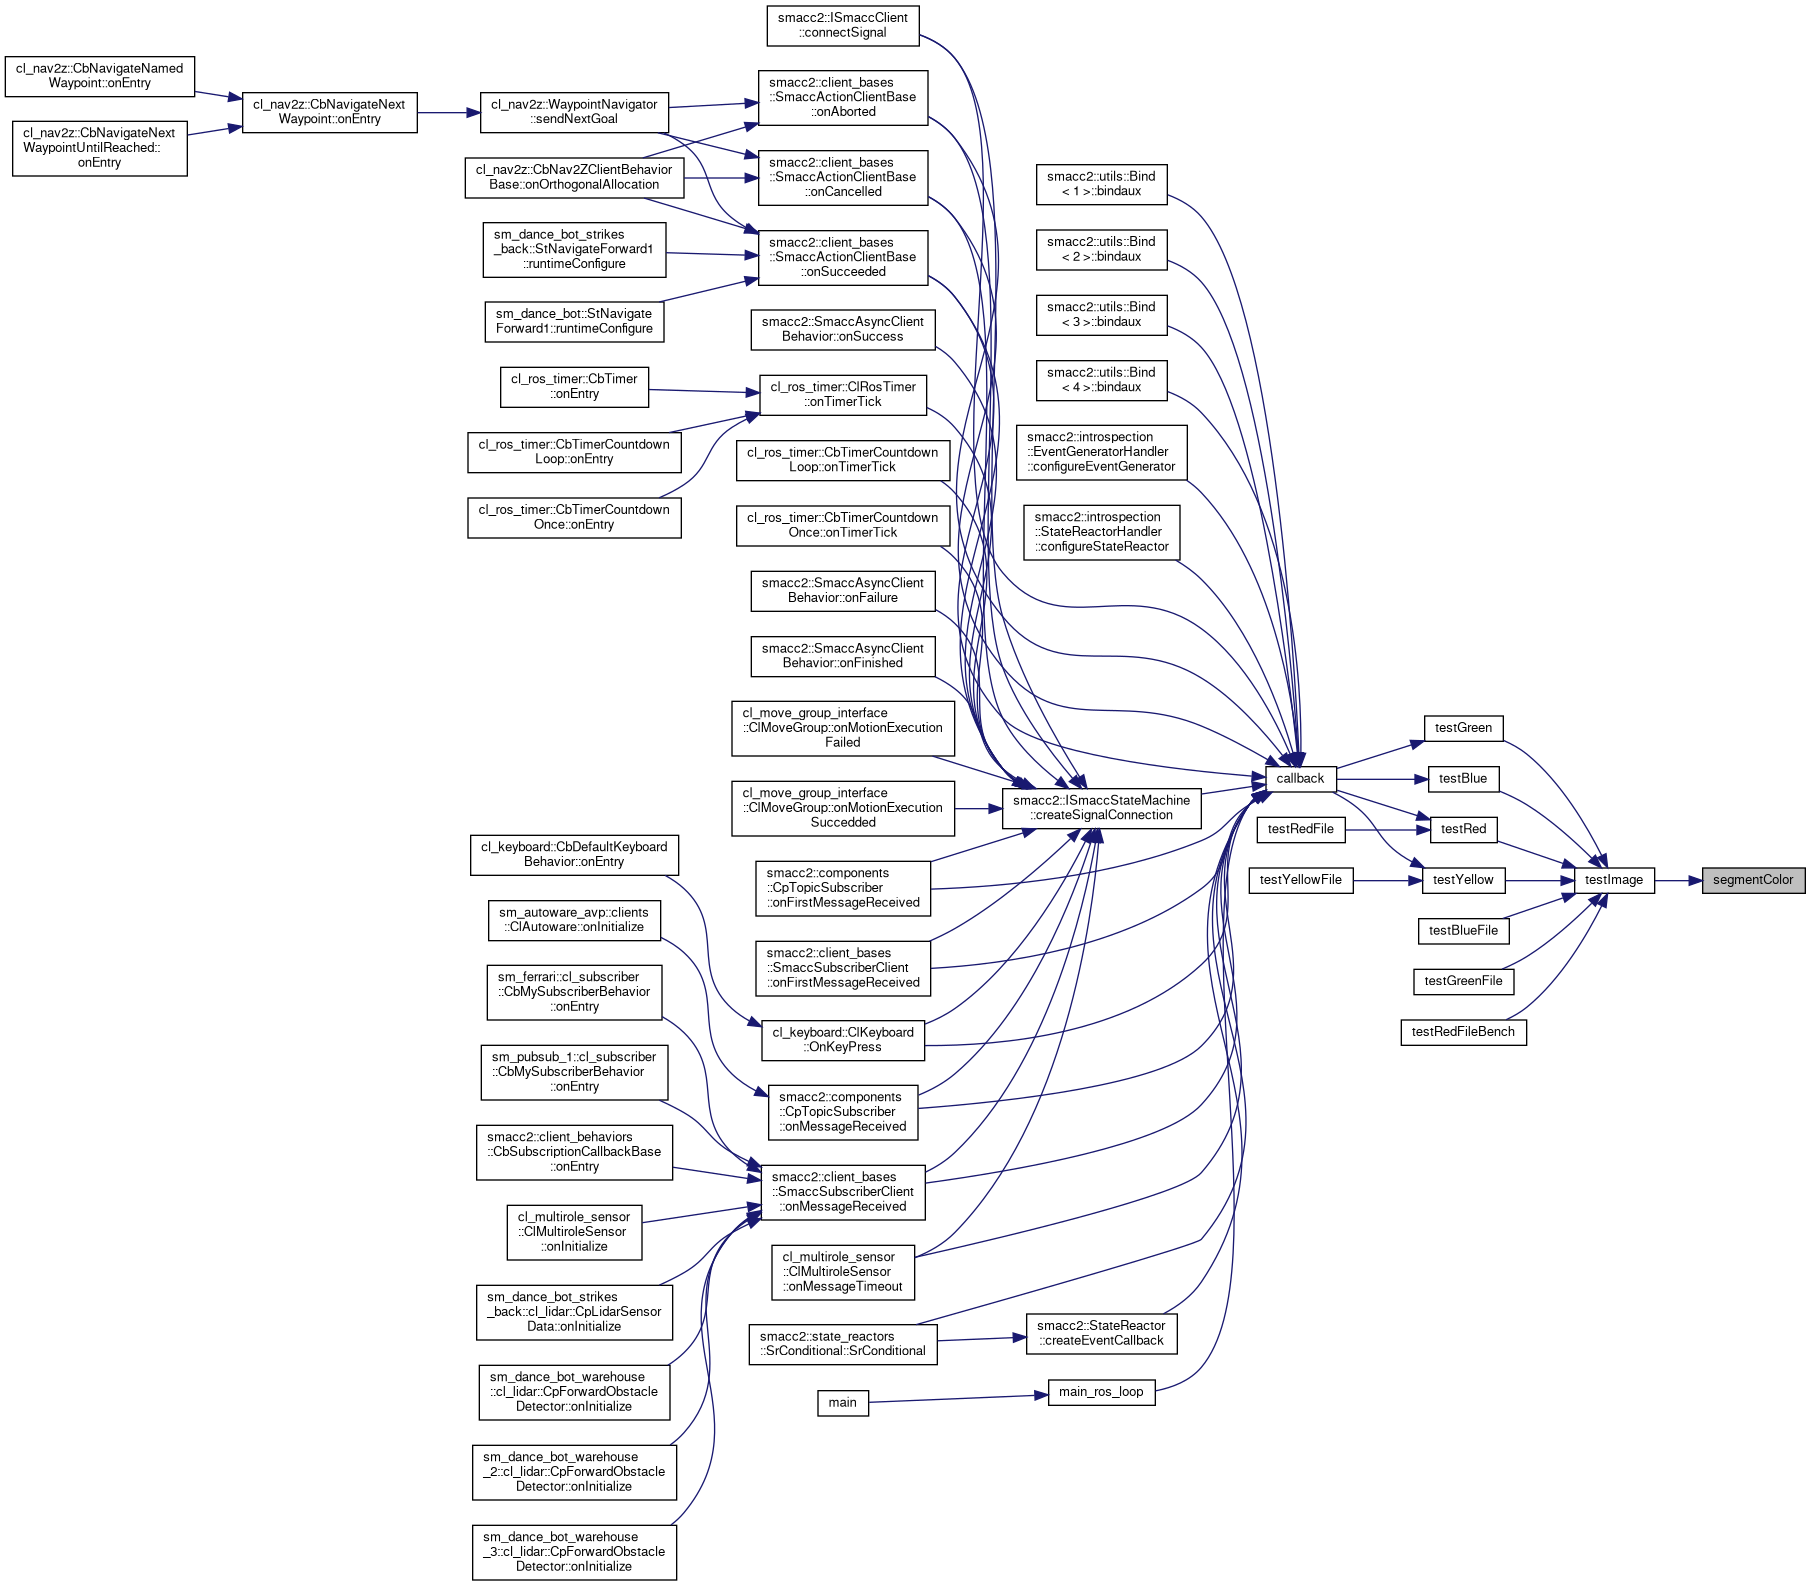 smacc2::ISmaccClient
::connectSignal
cl_nav2z::CbNavigateNamed
Waypoint::onEntry
cl_nav2z::CbNavigateNext
WaypointUntilReached::
onEntry
cl_nav2z::CbNavigateNext
Waypoint::onEntry
cl_nav2z::WaypointNavigator
::sendNextGoal
cl_nav2z::CbNav2ZClientBehavior
Base::onOrthogonalAllocation
sm_dance_bot_strikes
_back::StNavigateForward1
::runtimeConfigure
sm_dance_bot::StNavigate
Forward1::runtimeConfigure
cl_ros_timer::CbTimer
::onEntry
cl_ros_timer::CbTimerCountdown
Loop::onEntry
cl_ros_timer::CbTimerCountdown
Once::onEntry
smacc2::client_bases
::SmaccActionClientBase
::onAborted
smacc2::client_bases
::SmaccActionClientBase
::onCancelled
smacc2::client_bases
::SmaccActionClientBase
::onSucceeded
smacc2::SmaccAsyncClient
Behavior::onSuccess
cl_ros_timer::ClRosTimer
::onTimerTick
cl_ros_timer::CbTimerCountdown
Loop::onTimerTick
cl_ros_timer::CbTimerCountdown
Once::onTimerTick
smacc2::SmaccAsyncClient
Behavior::onFailure
smacc2::SmaccAsyncClient
Behavior::onFinished
cl_move_group_interface
::ClMoveGroup::onMotionExecution
Failed
cl_move_group_interface
::ClMoveGroup::onMotionExecution
Succedded
smacc2::components
::CpTopicSubscriber
::onFirstMessageReceived
smacc2::client_bases
::SmaccSubscriberClient
::onFirstMessageReceived
cl_keyboard::ClKeyboard
::OnKeyPress
smacc2::components
::CpTopicSubscriber
::onMessageReceived
smacc2::client_bases
::SmaccSubscriberClient
::onMessageReceived
cl_multirole_sensor
::ClMultiroleSensor
::onMessageTimeout
smacc2::state_reactors
::SrConditional::SrConditional
main
cl_keyboard::CbDefaultKeyboard
Behavior::onEntry
sm_autoware_avp::clients
::ClAutoware::onInitialize
sm_ferrari::cl_subscriber
::CbMySubscriberBehavior
::onEntry
sm_pubsub_1::cl_subscriber
::CbMySubscriberBehavior
::onEntry
smacc2::client_behaviors
::CbSubscriptionCallbackBase
::onEntry
cl_multirole_sensor
::ClMultiroleSensor
::onInitialize
sm_dance_bot_strikes
_back::cl_lidar::CpLidarSensor
Data::onInitialize
sm_dance_bot_warehouse
::cl_lidar::CpForwardObstacle
Detector::onInitialize
sm_dance_bot_warehouse
_2::cl_lidar::CpForwardObstacle
Detector::onInitialize
sm_dance_bot_warehouse
_3::cl_lidar::CpForwardObstacle
Detector::onInitialize
smacc2::utils::Bind
< 1 >::bindaux
smacc2::utils::Bind
< 2 >::bindaux
smacc2::utils::Bind
< 3 >::bindaux
smacc2::utils::Bind
< 4 >::bindaux
smacc2::introspection
::EventGeneratorHandler
::configureEventGenerator
smacc2::introspection
::StateReactorHandler
::configureStateReactor
smacc2::ISmaccStateMachine
::createSignalConnection
smacc2::StateReactor
::createEventCallback
main_ros_loop
callback
testRedFile
testYellowFile
testGreen
testBlue
testRed
testYellow
testBlueFile
testGreenFile
testRedFileBench
testImage
segmentColor